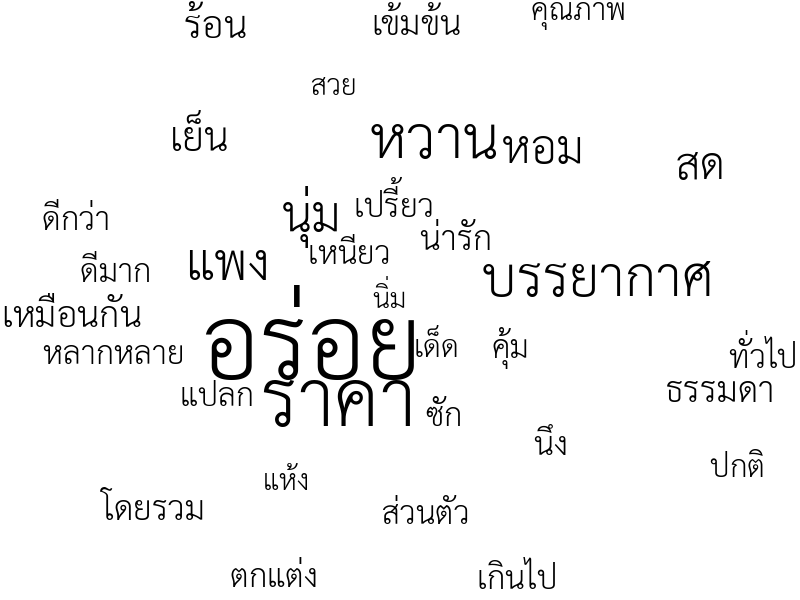 ร้อน เข้มข้น คุณภาพ
สวย
เย็น หวาน หอม สด
ดีกว่า นุ่ม เปรี้ยว
น่ารัก
ดีมาก แพง เหนียว บรรยากาศ
นิ่ม
เหมือนกัน
หลากหลาย อร่อย เด็ด คุ้ม ทั่วไป
แปลก ราคา ซัก ธรรมดา
นึง
แห้ง ปกติ
โดยรวม ส่วนตัว
ตกแต่ง เกินไป